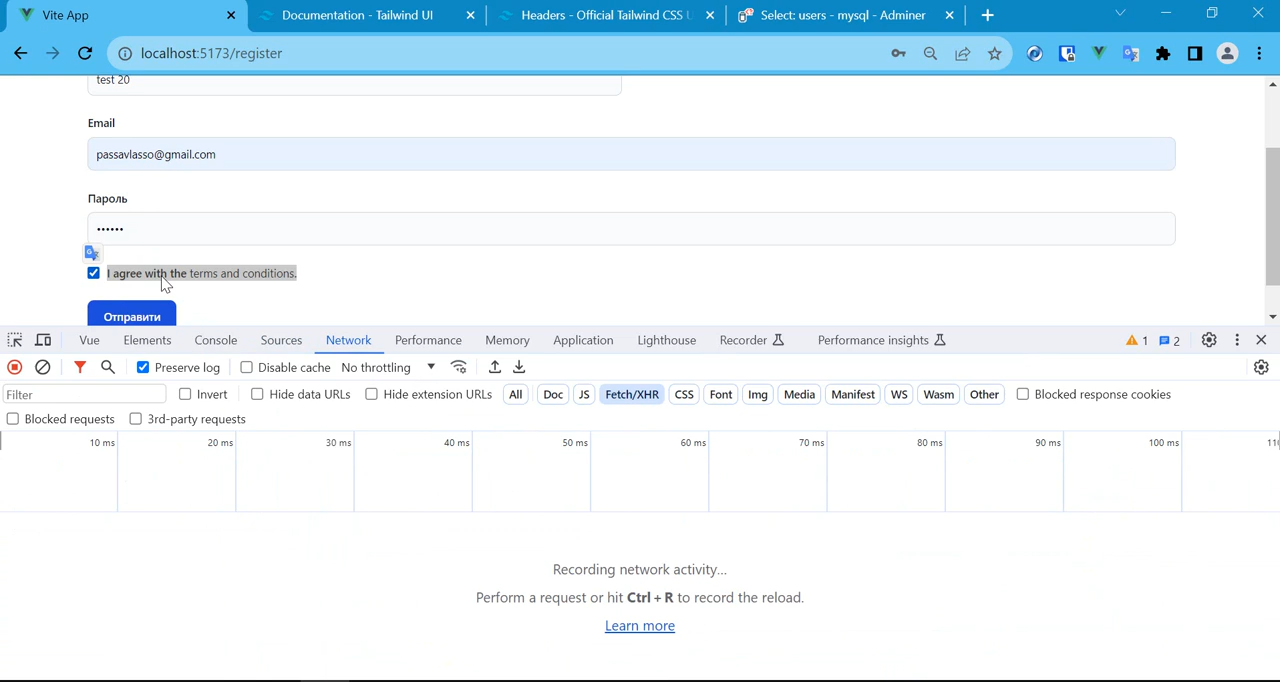 Vite App
Documentation - Tailwind UI
Headers - Official Tailwind CSS U
Select: users - mysql - Adminer
localhost:5173/register
test 20
Email
passavlasso@gmail.com
Пароль
••••••
I agree with the terms and conditions.
Отправити
Vue Elements Console Sources Network Performance Memory Application Lighthouse Recorder Performance insights 1 2
Preserve log Disable cache No throttling
Filter Invert Hide data URLs Hide extension URLs All Doc JS Fetch/XHR CSS Font Img Media Manifest WS Wasm Other Blocked response cookies
Blocked requests 3rd-party requests
10 ms 20 ms 30 ms 40 ms 50 ms 60 ms 70 ms 80 ms 90 ms 100 ms 11
Recording network activity...
Perform a request or hit Ctrl + R to record the reload.
Learn more